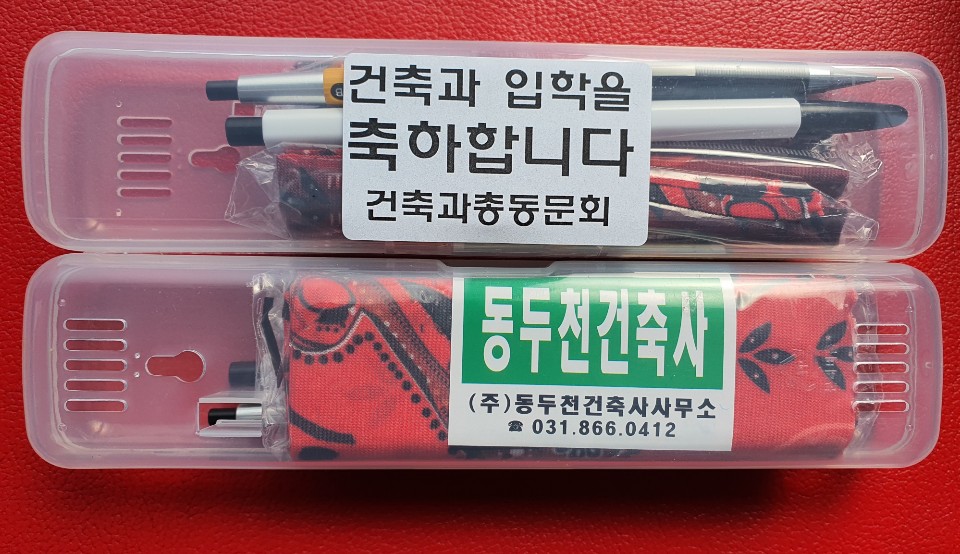 건축과 입학을
축하합니다
건축과총동문회
동두천건축사
(주)동두천건축사사무소
☎ 031.866.0412